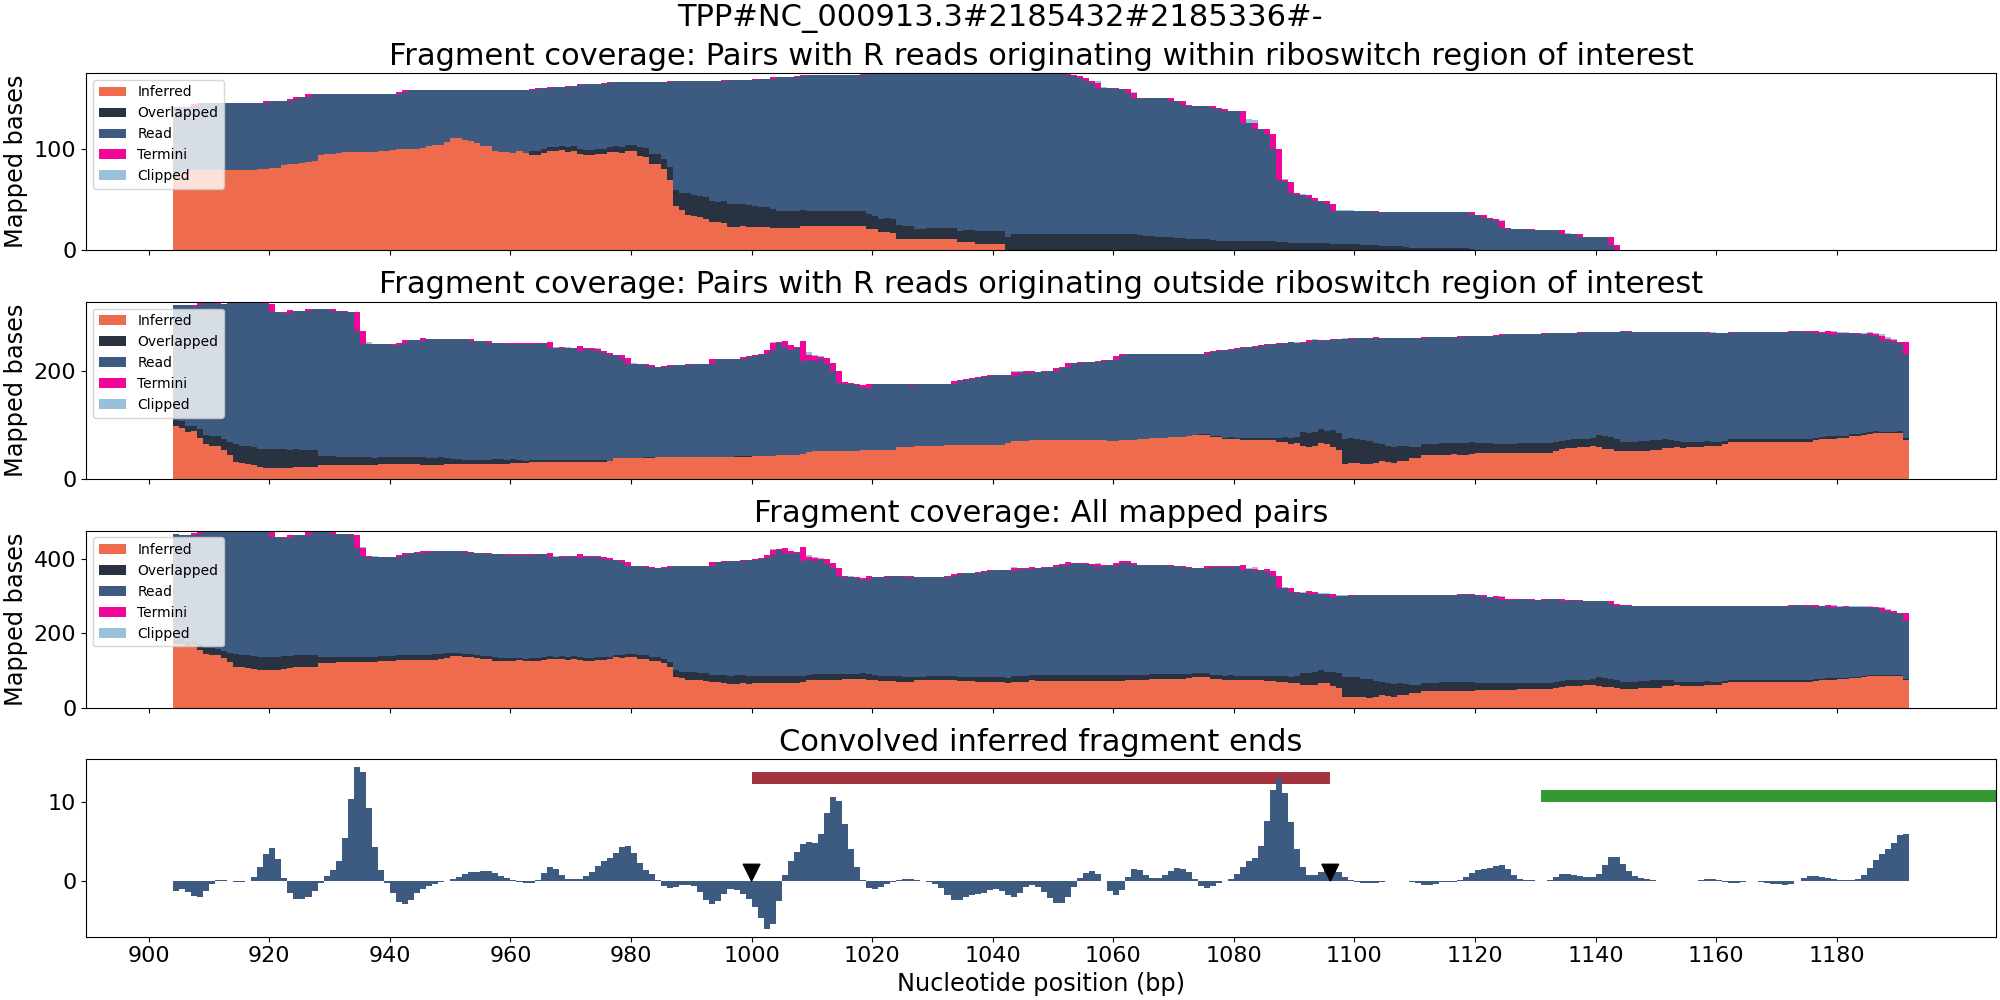 TPP#NC_000913.3#2185432#2185336#-
Fragment coverage: Pairs with R reads originating within riboswitch region of interest
Mapped bases
100
0
Inferred
Overlapped
Read
Termini
Clipped
Fragment coverage: Pairs with R reads originating outside riboswitch region of interest
Mapped bases
200
0
Inferred
Overlapped
Read
Termini
Clipped
Fragment coverage: All mapped pairs
Mapped bases
400
200
0
Inferred
Overlapped
Read
Termini
Clipped
Convolved inferred fragment ends
10
0
900 920 940 960 980 1000 1020 1040 1060 1080 1100 1120 1140 1160 1180
Nucleotide position (bp)